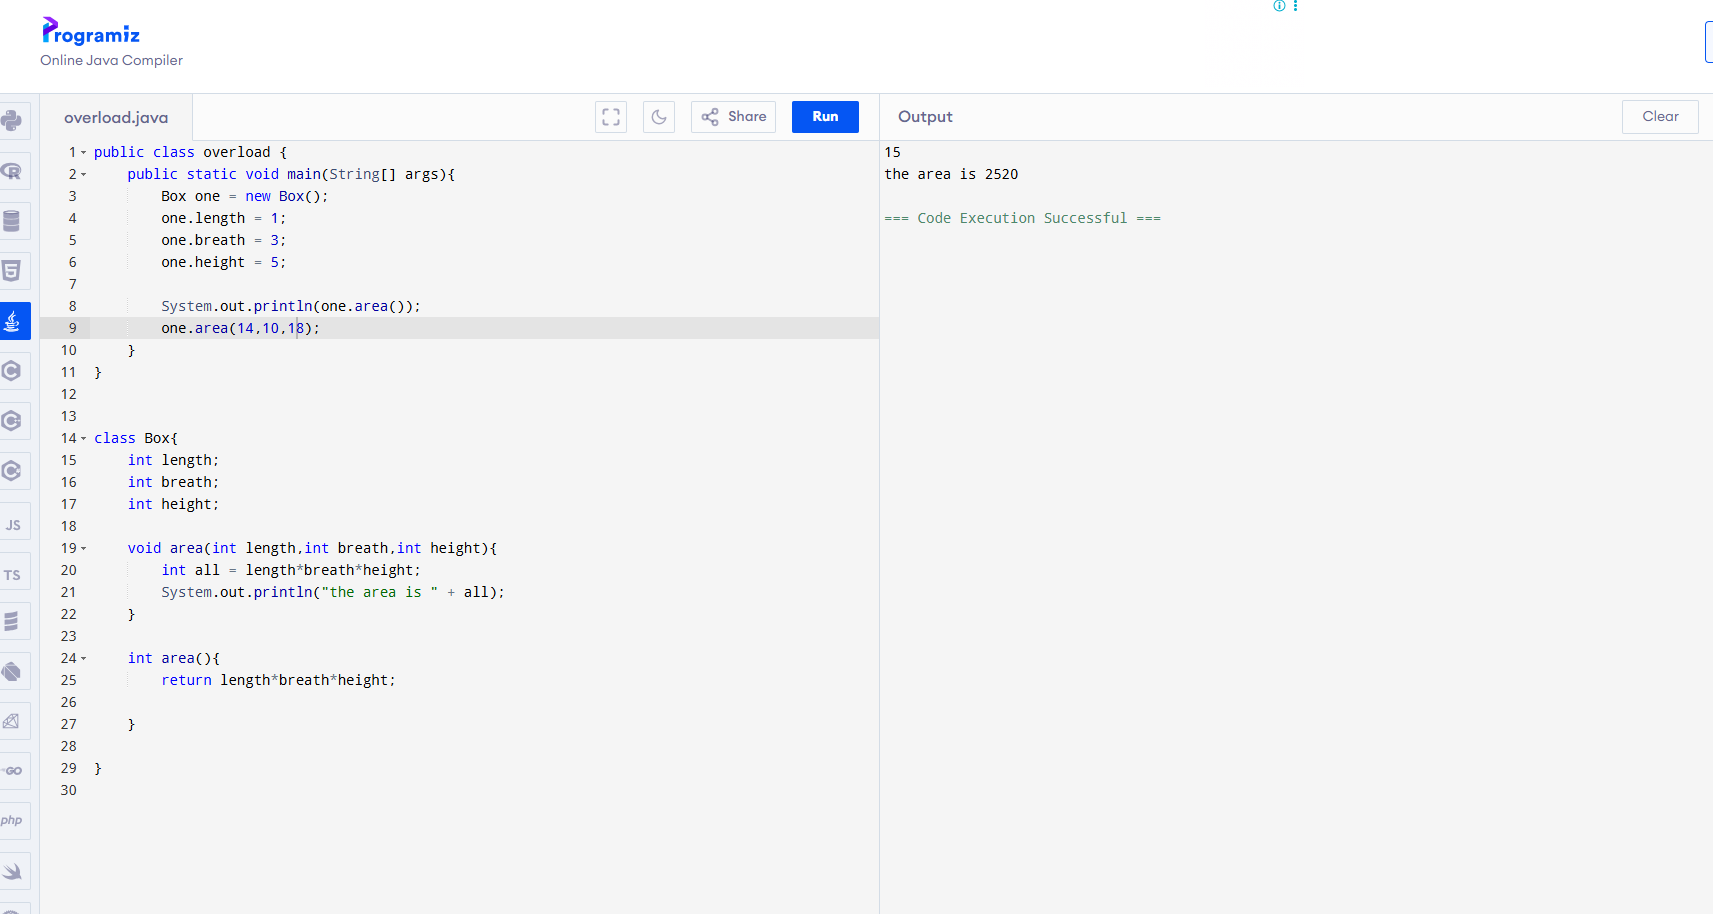 Programiz
Online Java Compiler
overload.java
Share
Run
Output
Clear
1 public class overload {
2     public static void main(String[] args){
3         Box one = new Box();
4         one.length = 1;
5         one.breath = 3;
6         one.height = 5;
7
8         System.out.println(one.area());
9         one.area(14,10,18);
10     }
11 }
12
13
14 class Box{
15     int length;
16     int breath;
17     int height;
18
19     void area(int length,int breath,int height){
20         int all = length*breath*height;
21         System.out.println("the area is " + all);
22     }
23
24     int area(){
25         return length*breath*height;
26
27     }
28
29 }
30
15
the area is 2520
=== Code Execution Successful ===
R
5
C
C
C
JS
TS
GO
php